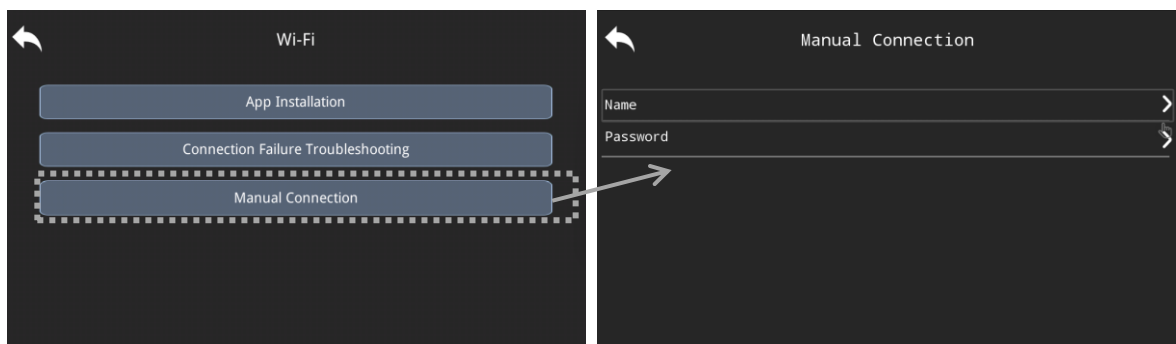 Wi-Fi
App Installation
Connection Failure Troubleshooting
Manual Connection
Manual Connection
Name
Password